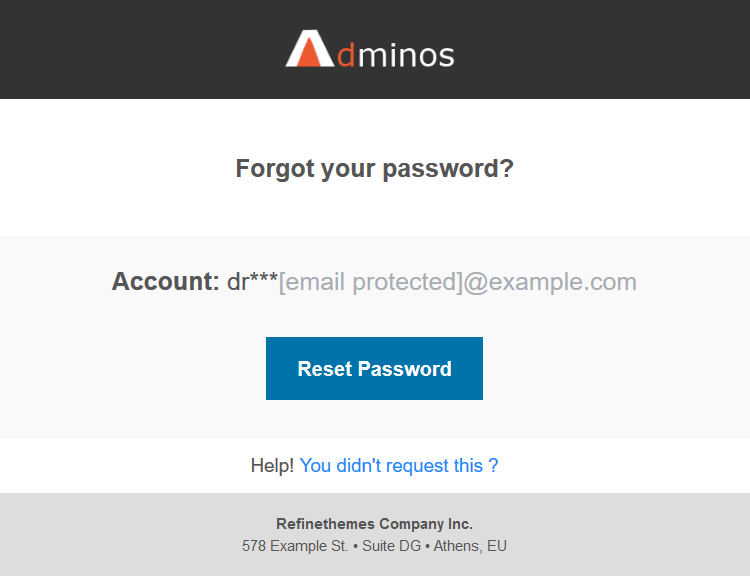 Adminos
Forgot your password?
Account: dr***[email protected]@example.com
Reset Password
Help! You didn't request this ?
Refinethemes Company Inc.
578 Example St. • Suite DG • Athens, EU